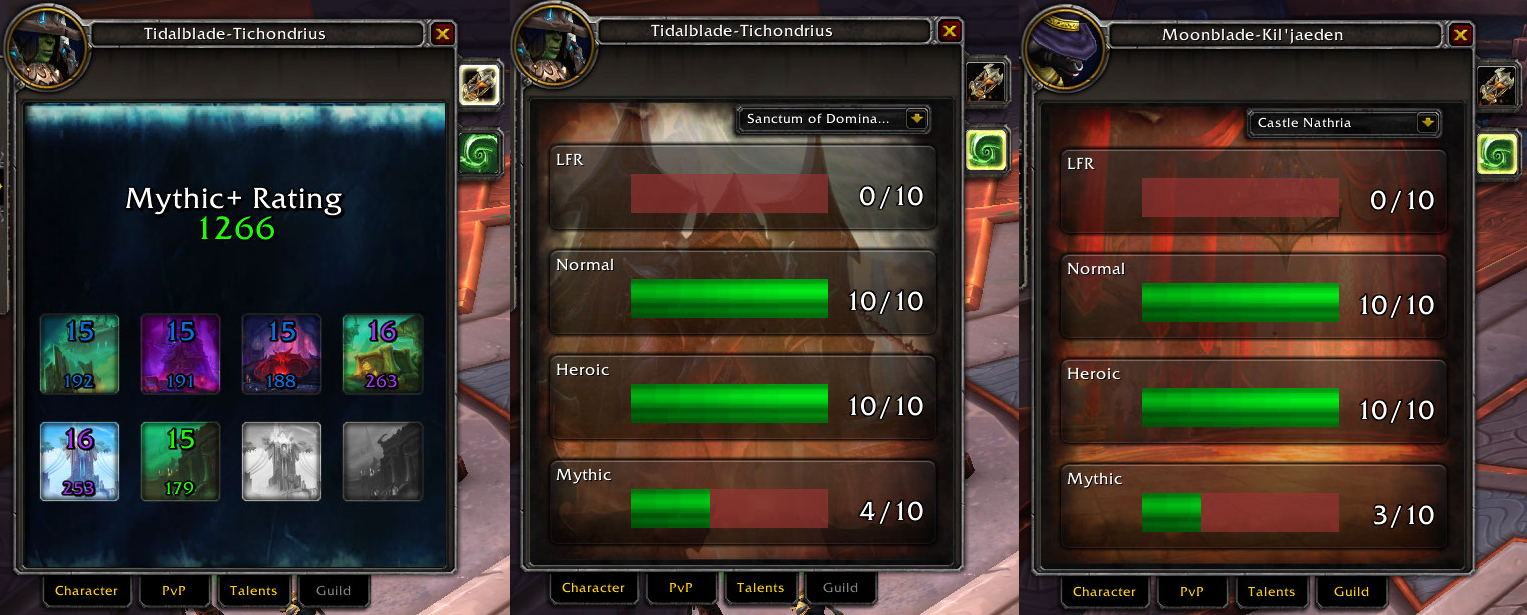 Tidalblade-Tichondrius
Mythic+ Rating
1266
15
15
15
16
192
191
188
263
16
15
253
179
Character
PvP
Talents
Guild
Tidalblade-Tichondrius
Sanctum of Domina...
LFR
0/10
Normal
10/10
Heroic
10/10
Mythic
4/10
Character
PvP
Talents
Guild
Moonblade-Kil'jaeden
Castle Nathria
LFR
0/10
Normal
10/10
Heroic
10/10
Mythic
3/10
Character
PvP
Talents
Guild